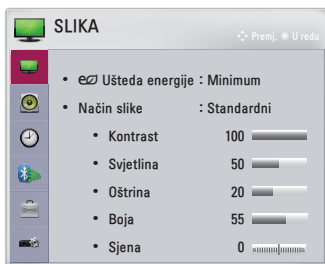 SLIKA
Premj. U redu
• Ušteda energije : Minimum
• Način slike : Standardni
• Kontrast 100
• Svjetlina 50
• Oštrina 20
• Boja 55
• Sjena 0